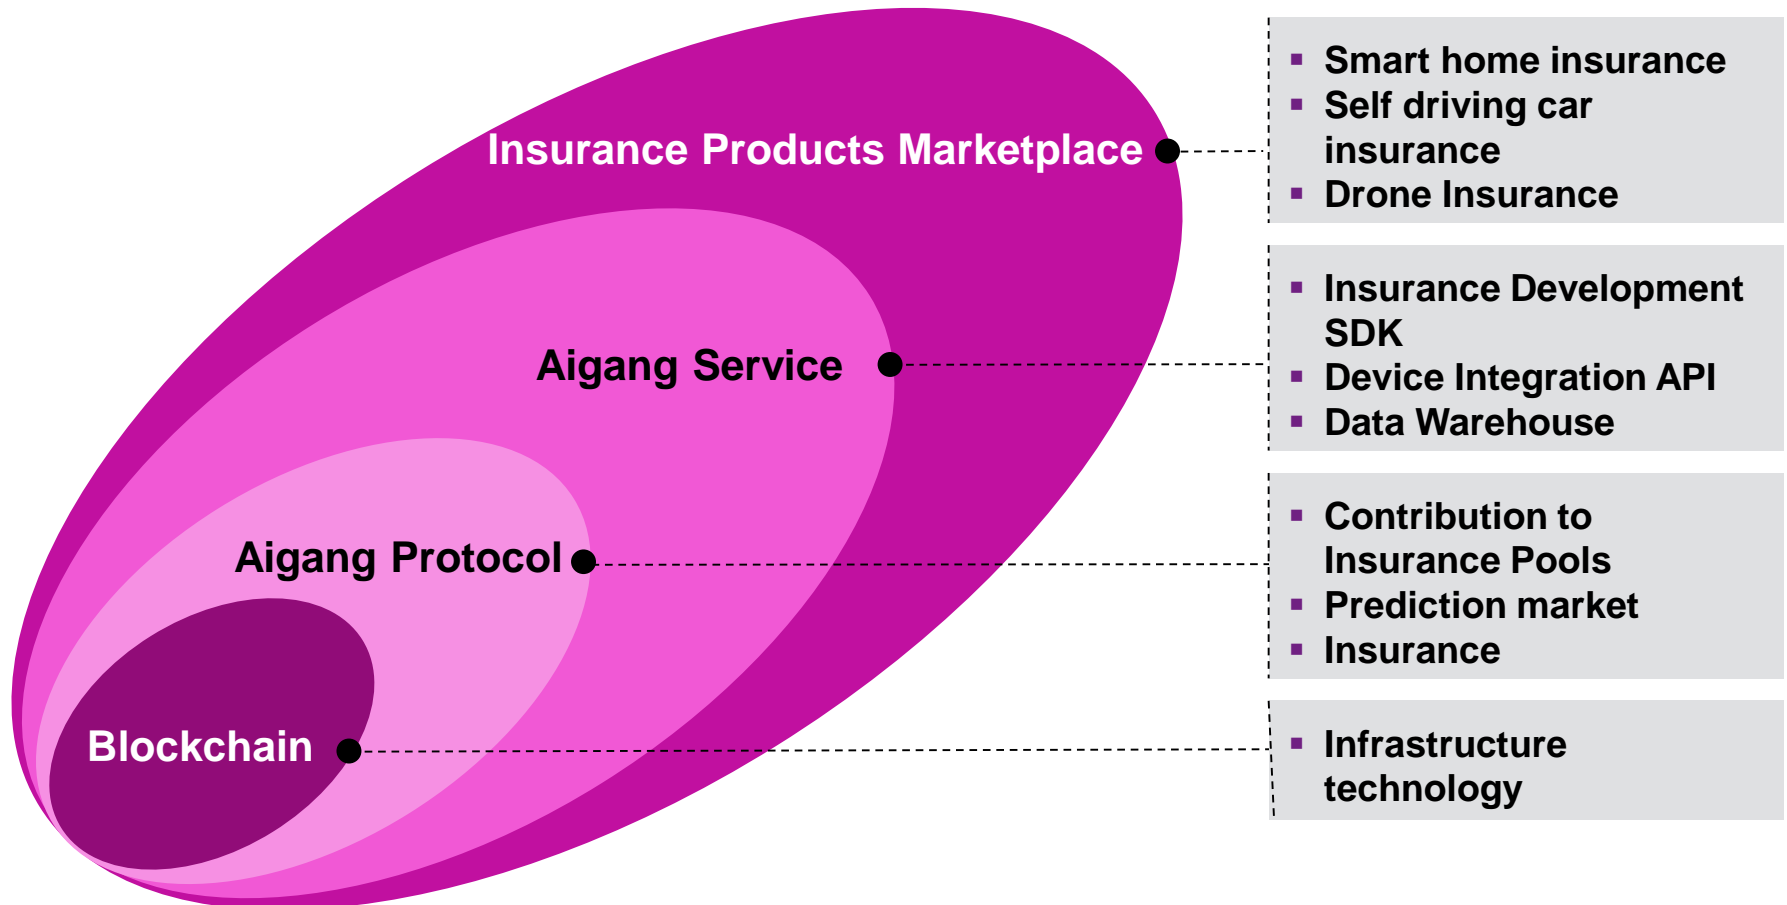 Insurance Products Marketplace
▪ Smart home insurance
▪ Self driving car
insurance
▪ Drone Insurance
Aigang Service
▪ Insurance Development
SDK
▪ Device Integration API
▪ Data Warehouse
Aigang Protocol
▪ Contribution to
Insurance Pools
▪ Prediction market
▪ Insurance
Blockchain
▪ Infrastructure
technology